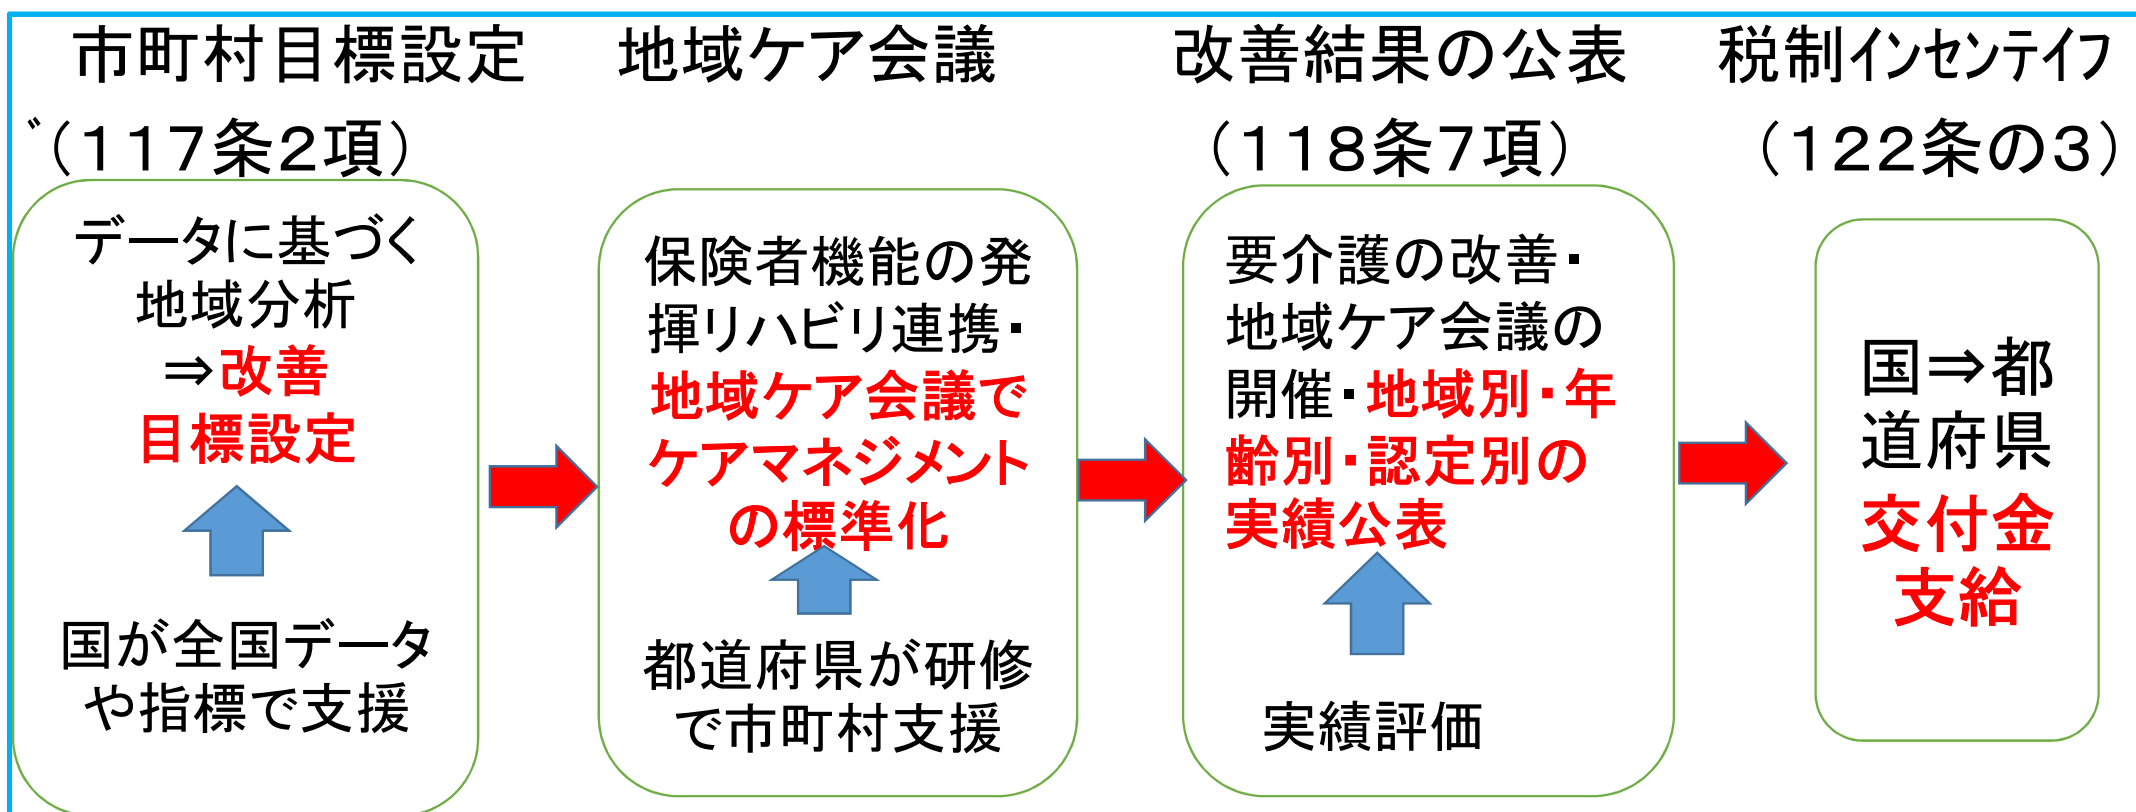 市町村目標設定　地域ケア会議　改善結果の公表　税制ｲﾝｾﾝﾃｲﾌ
ﾞ(１１７条２項)　(１１８条７項)　(１２２条の３)
データに基づく
地域分析
⇒改善
目標設定
国が全国データ
や指標で支援
保険者機能の発
揮リハビリ連携・
地域ケア会議で
ケアマネジメント
の標準化
都道府県が研修
で市町村支援
要介護の改善・
地域ケア会議の
開催・地域別・年
齢別・認定別の
実績公表
実績評価
国⇒都
道府県
交付金
支給